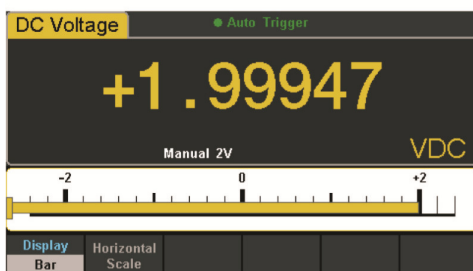 DC Voltage
Auto Trigger
+1.99947
Manual 2V
VDC
-2 0 +2
Display
Bar
Horizontal
Scale